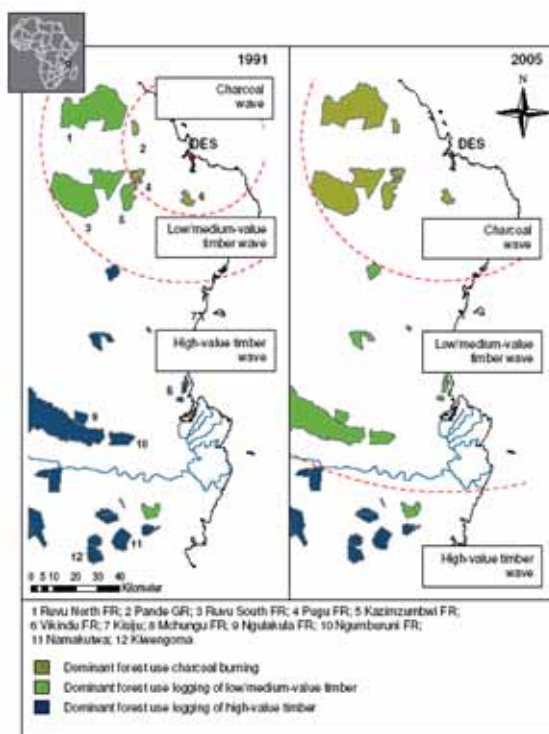 1991
2005
Charcoal
wave
N
DES
DES
1
2
4
3
5
4
Low/medium-value
timber wave
Charcoal
wave
7
High-value timber
wave
Low/medium-value
timber wave
6
9
10
11
12
High-value timber
wave
0 5 10 20 30 40
Kilometer
1 Ruvu North FR; 2 Pande GR; 3 Ruvu South FR; 4 Pugu FR; 5 Kazimzumbwi FR;
6 Vikindu FR; 7 Kisiju; 8 Mchungu FR; 9 Ngulakula FR; 10 Ngumburuni FR;
11 Namakutwa; 12 Kiwengoma
Dominant forest use charcoal burning
Dominant forest use logging of low/medium-value timber
Dominant forest use logging of high-value timber